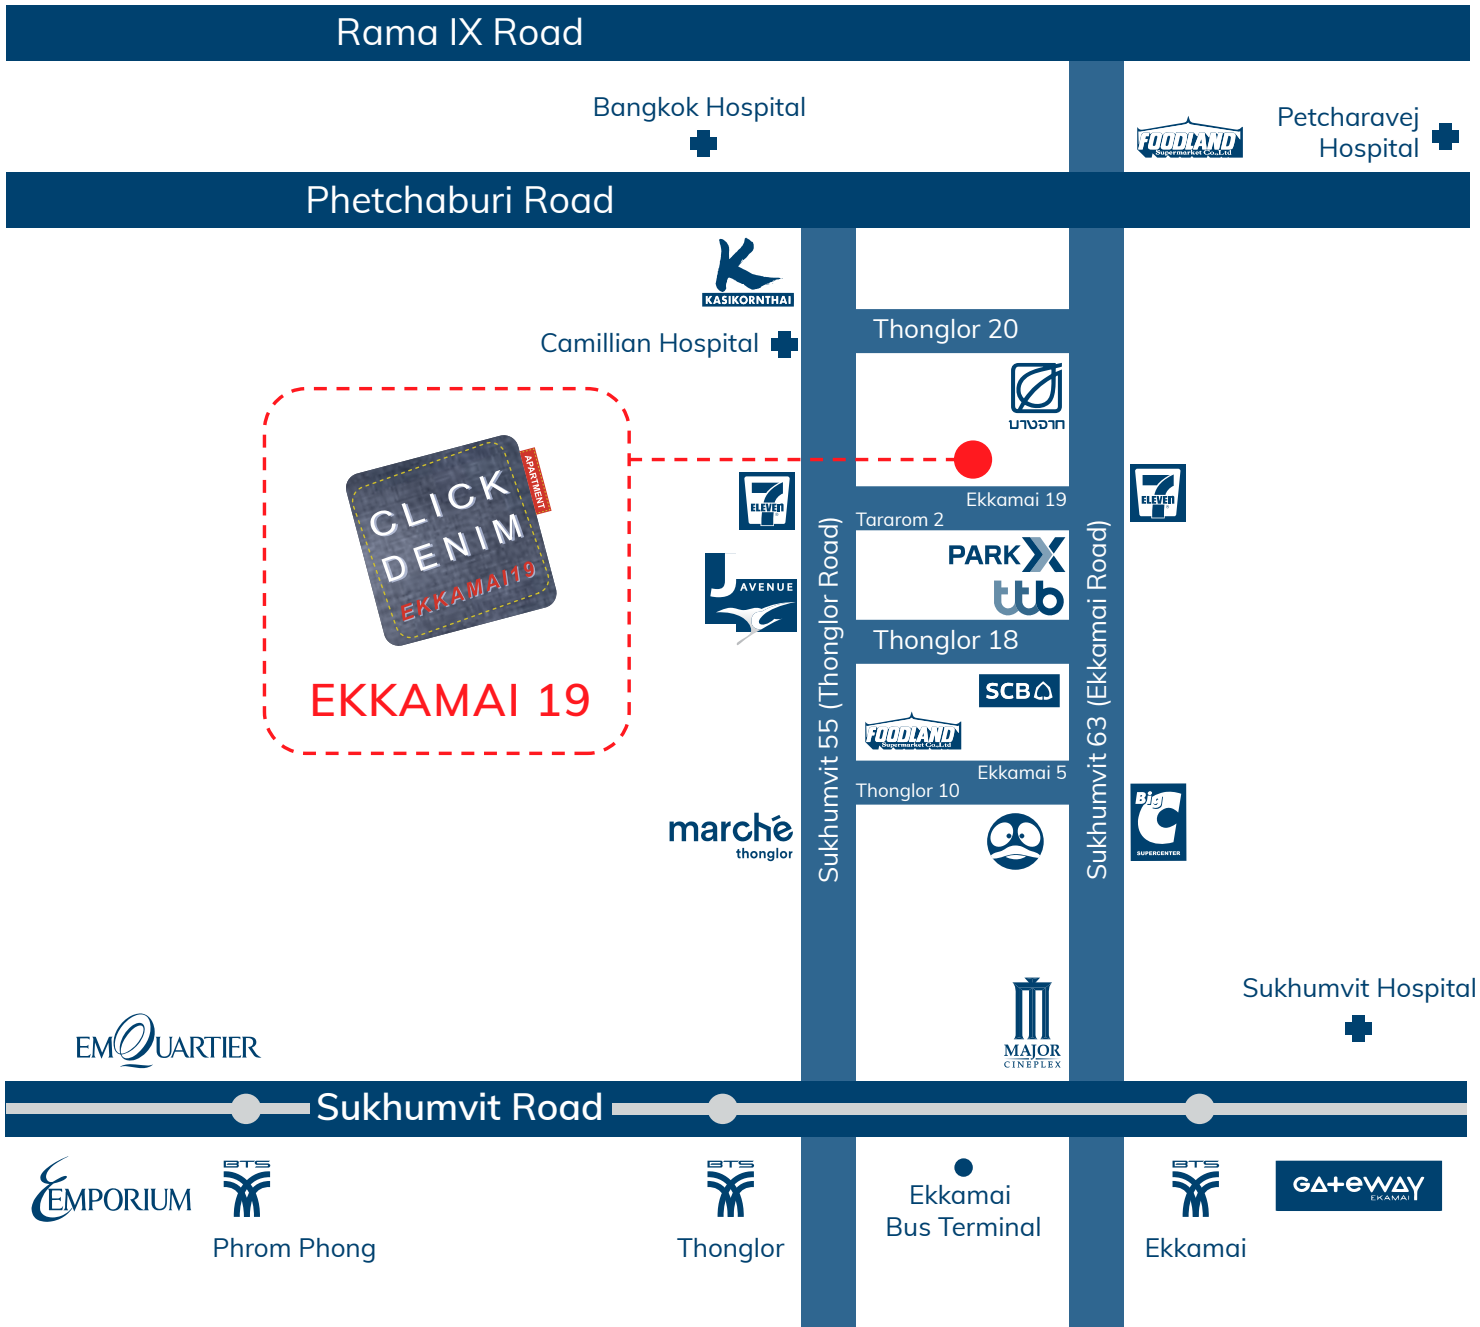 Rama IX Road
Bangkok Hospital
FOODLAND
Supermarket Co.,Ltd
Petcharavej
Hospital
Phetchaburi Road
KASIKORNTHAI
Camillian Hospital
Thonglor 20
บางจาก
CLICK
DENIM
EKKAMAI19
APARTMENT
EKKAMAI 19
7
ELEVEN
Ekkamai 19
Tararom 2
7
ELEVEN
J AVENUE
PARK X
ttb
Thonglor 18
Sukhumvit 55 (Thonglor Road)
Sukhumvit 63 (Ekkamai Road)
SCB
FOODLAND
Supermarket Co.,Ltd
Ekkamai 5
Thonglor 10
marché
thonglor
Big C
SUPERCENTER
MAJOR
CINEPLEX
Sukhumvit Hospital
EMQUARTIER
Sukhumvit Road
EMPORIUM
BTS
Phrom Phong
BTS
Thonglor
Ekkamai
Bus Terminal
BTS
Ekkamai
GATEWAY
EKAMAI